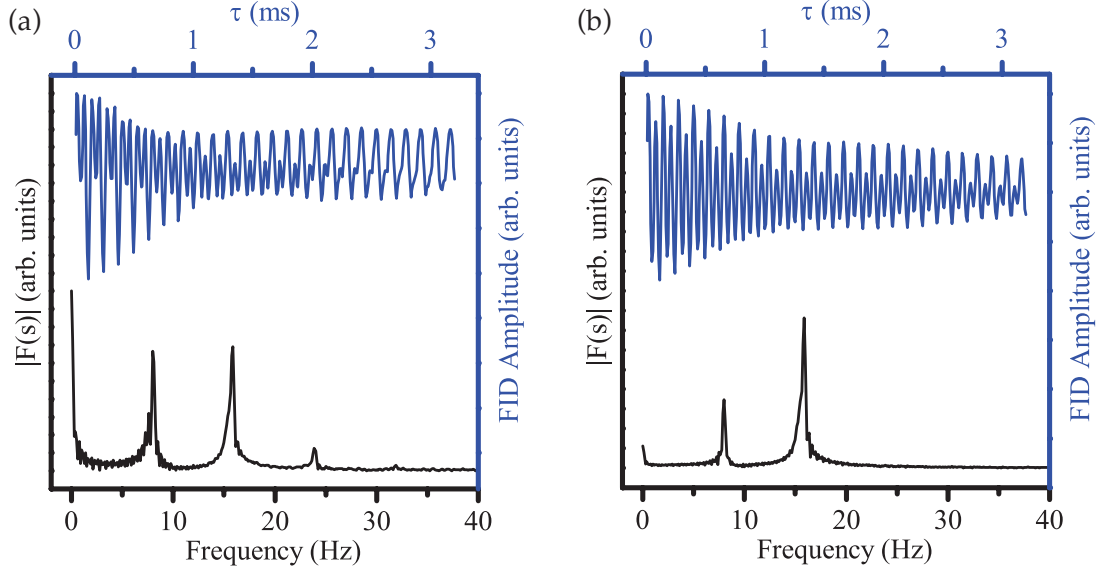 (a)
τ (ms)
0 1 2 3
|F(s)| (arb. units)
FID Amplitude (arb. units)
0 10 20 30 40
Frequency (Hz)
(b)
τ (ms)
0 1 2 3
|F(s)| (arb. units)
FID Amplitude (arb. units)
0 10 20 30 40
Frequency (Hz)